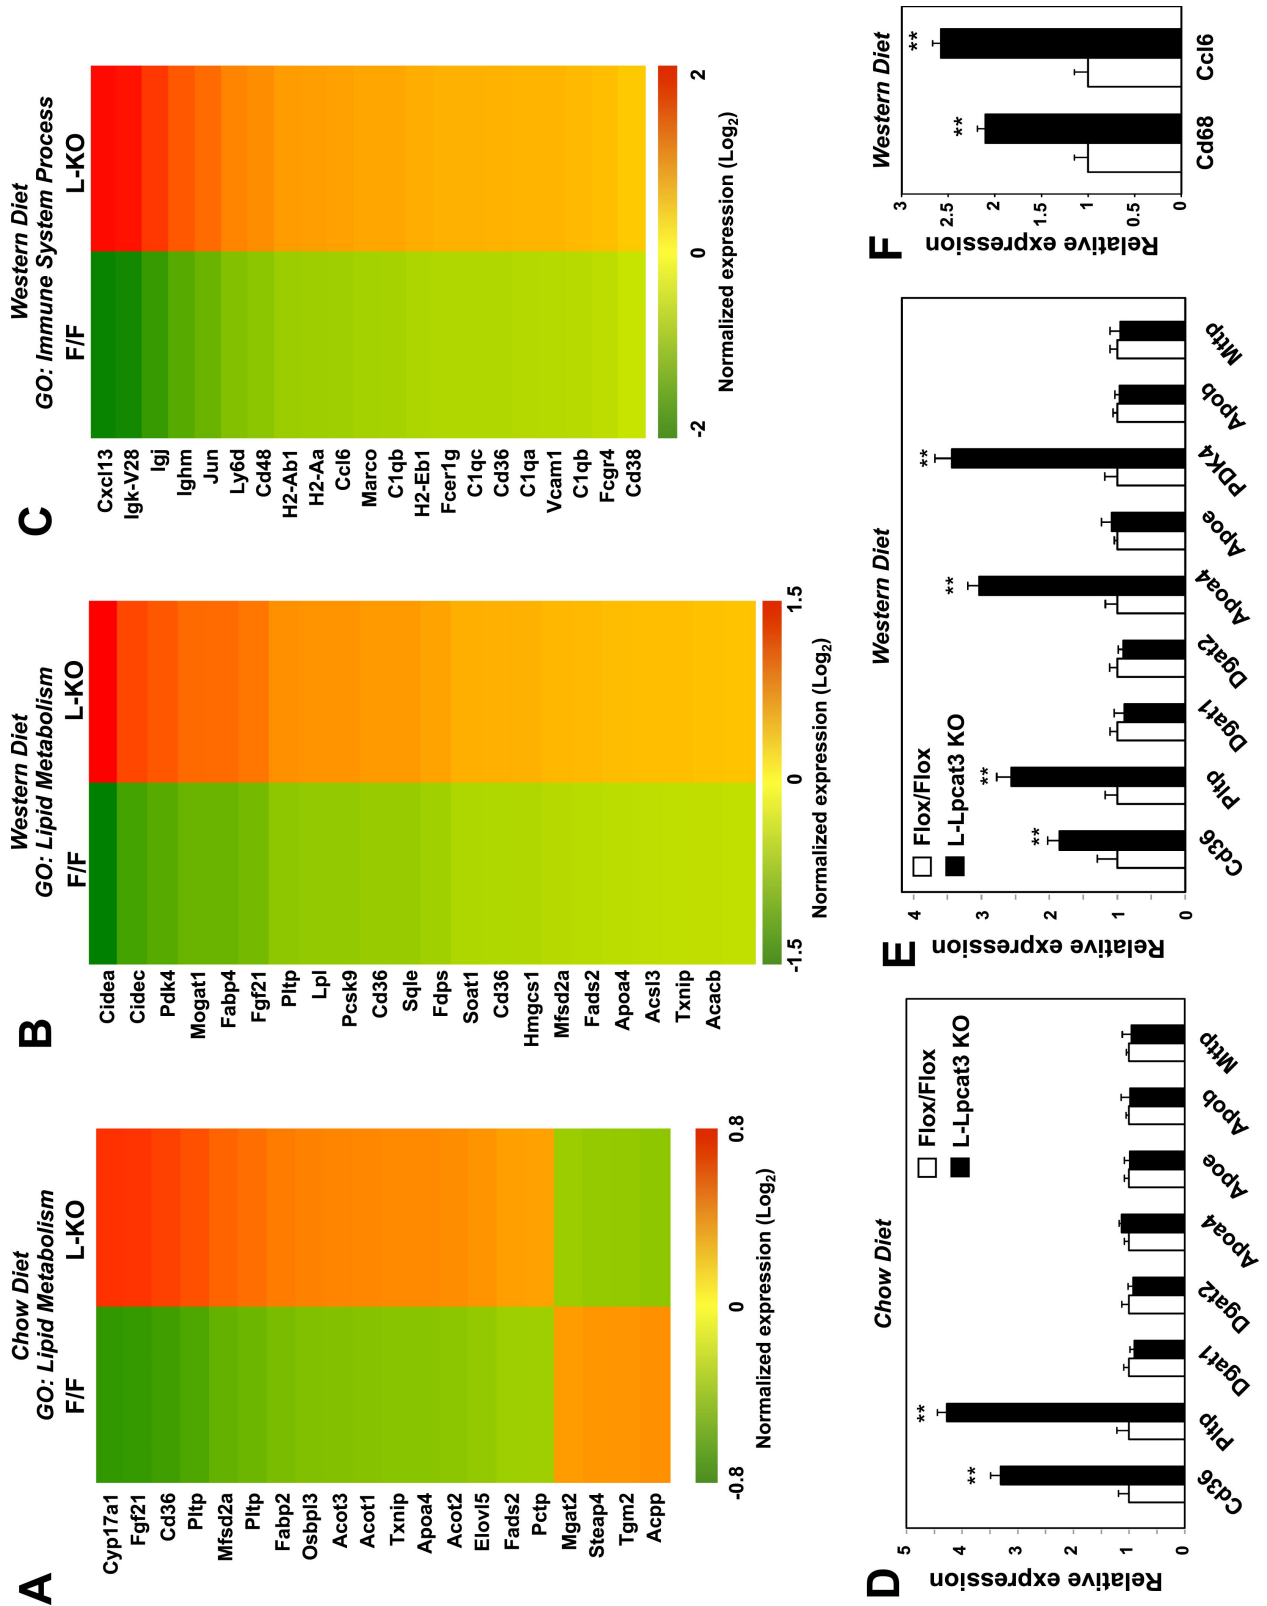 A
Chow Diet
GO: Lipid Metabolism
F/F
L-KO
Cyp17a1
Fgf21
Cd36
Pltp
Mfsd2a
Pltp
Fabp2
Osbpl3
Acot3
Acot1
Txnip
Apoa4
Acot2
Elovl5
Fads2
Pctp
Mgat2
Steap4
Tgm2
Acpp
-0.8
0
0.8
Normalized expression (Log2)
B
Western Diet
GO: Lipid Metabolism
F/F
L-KO
Cidea
Cidec
Pdk4
Mogat1
Fabp4
Fgf21
Pltp
Lpl
Pcsk9
Cd36
Sqle
Fdps
Soat1
Cd36
Hmgcs1
Mfsd2a
Fads2
Apoa4
Acsl3
Txnip
Acacb
-1.5
0
1.5
Normalized expression (Log2)
C
Western Diet
GO: Immune System Process
F/F
L-KO
Cxcl13
Igk-V28
Igj
Ighm
Jun
Ly6d
Cd48
H2-Ab1
H2-Aa
Ccl6
Marco
C1qb
H2-Eb1
Fcer1g
C1qc
Cd36
C1qa
Vcam1
C1qb
Fcgr4
Cd38
-2
0
2
Normalized expression (Log2)
D
Chow Diet
Relative expression
5
4
3
2
1
0
Flox/Flox
L-Lpcat3 KO
**
**
Cd36
Pltp
Dgat1
Dgat2
Apoa4
Apoe
Apob
Mttp
E
Western Diet
Relative expression
4
3
2
1
0
Flox/Flox
L-Lpcat3 KO
**
**
**
**
Cd36
Pltp
Dgat1
Dgat2
Apoa4
Apoe
PDK4
Apob
Mttp
F
Western Diet
Relative expression
3
2.5
2
1.5
1
0.5
0
**
**
Cd68
Ccl6